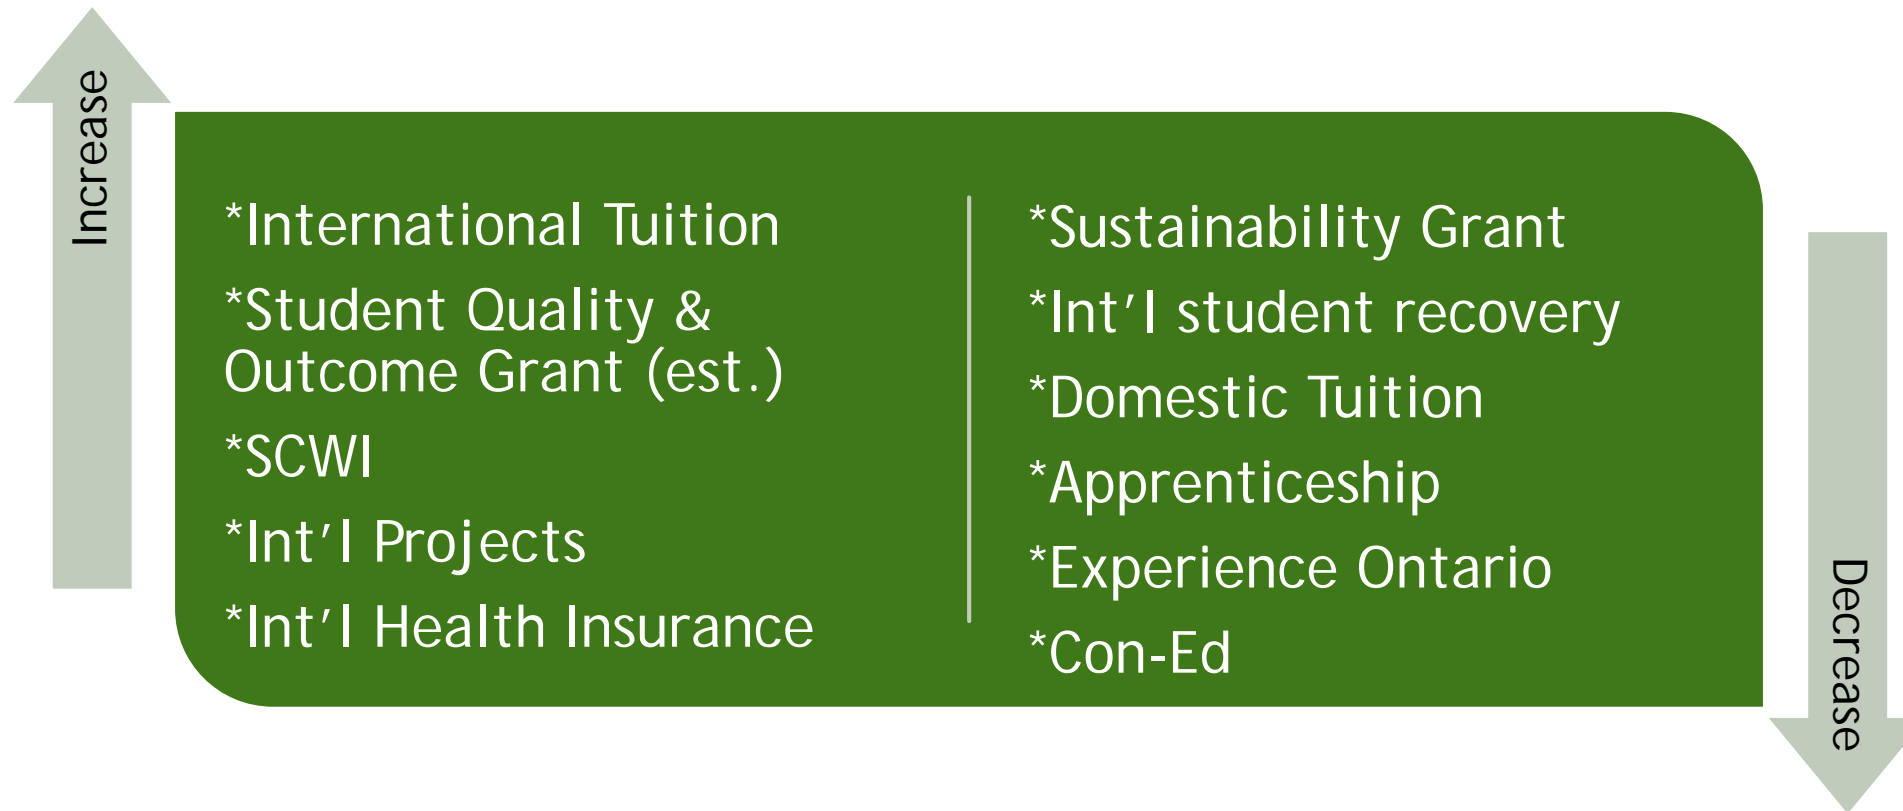 Increase
*International Tuition
*Student Quality &
Outcome Grant (est.)
*SCWI
*Int’l Projects
*Int’l Health Insurance
*Sustainability Grant
*Int’l student recovery
*Domestic Tuition
*Apprenticeship
*Experience Ontario
*Con-Ed
Decrease